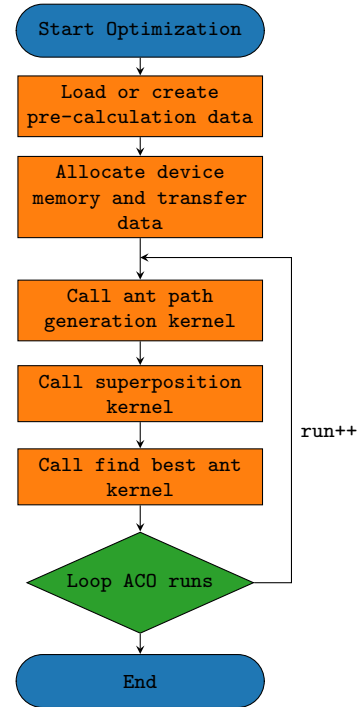 Start Optimization
Load or create
pre-calculation data
Allocate device
memory and transfer
data
Call ant path
generation kernel
Call superposition
kernel
run++
Call find best ant
kernel
Loop ACO runs
End